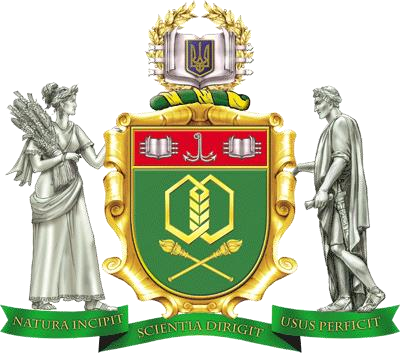 NATURA INCIPIT
SCIENTIA DIRIGIT
USUS PERFICIT